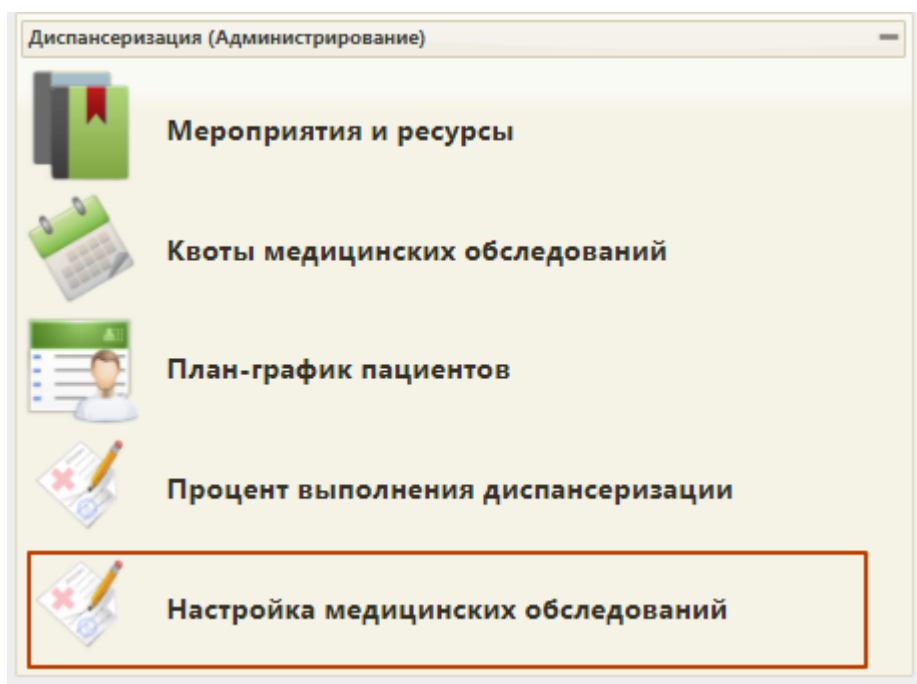 Диспансеризация (Администрирование)
Мероприятия и ресурсы
Квоты медицинских обследований
План-график пациентов
Процент выполнения диспансеризации
Настройка медицинских обследований